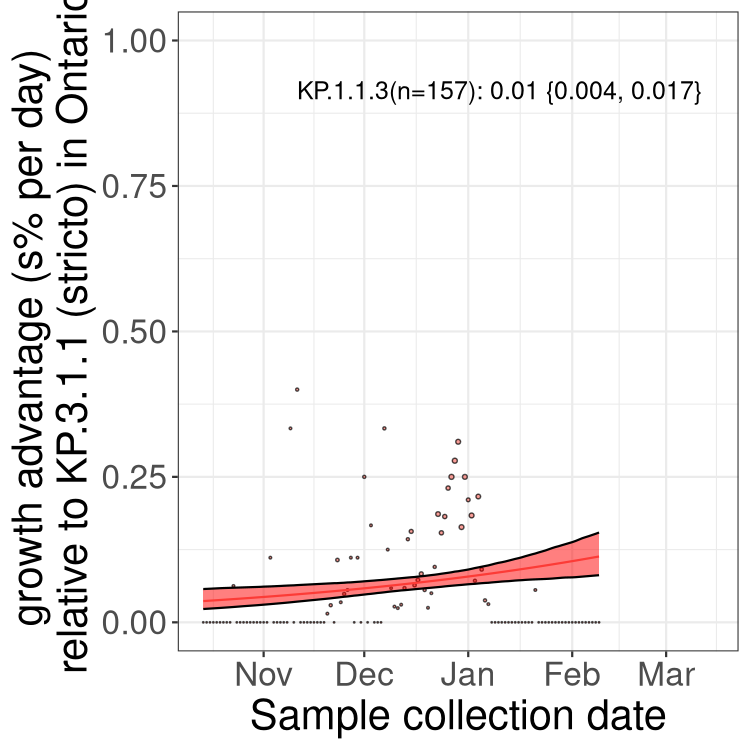 growth advantage (s% per day)
relative to KP.3.1.1 (stricto) in Ontario
1.00
0.75
0.50
0.25
0.00
KP.1.1.3(n=157): 0.01 {0.004, 0.017}
Nov Dec Jan Feb Mar
Sample collection date